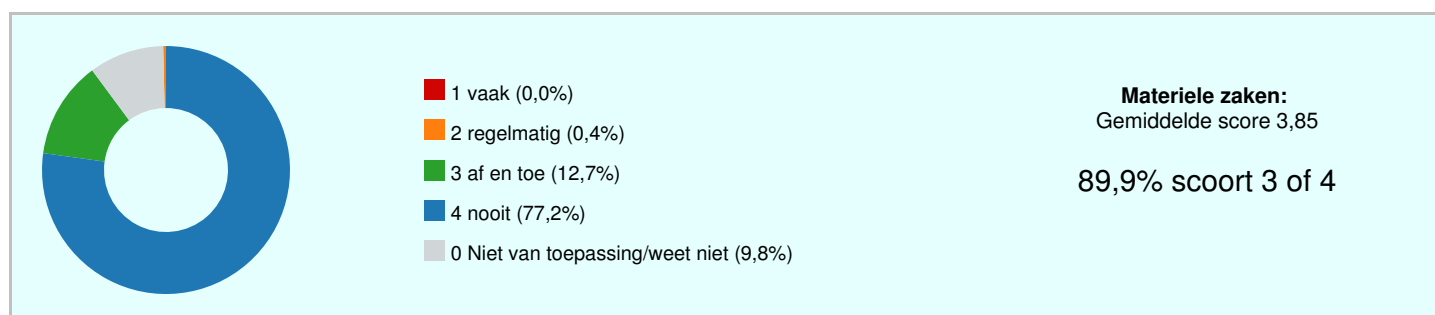 1 vaak (0,0%)
2 regelmatig (0,4%)
3 af en toe (12,7%)
4 nooit (77,2%)
0 Niet van toepassing/weet niet (9,8%)
Materiele zaken:
Gemiddelde score 3,85
89,9% scoort 3 of 4